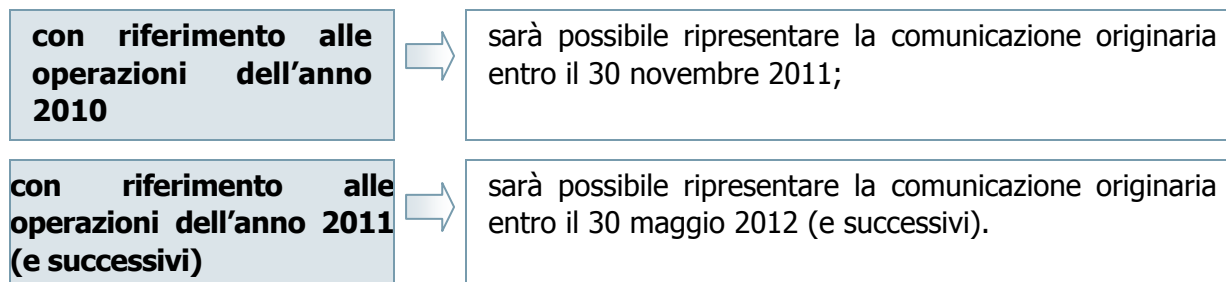 con riferimento alle
operazioni dell’anno
2010
sarà possibile ripresentare la comunicazione originaria
entro il 30 novembre 2011;
con riferimento alle
operazioni dell’anno 2011
(e successivi)
sarà possibile ripresentare la comunicazione originaria
entro il 30 maggio 2012 (e successivi).